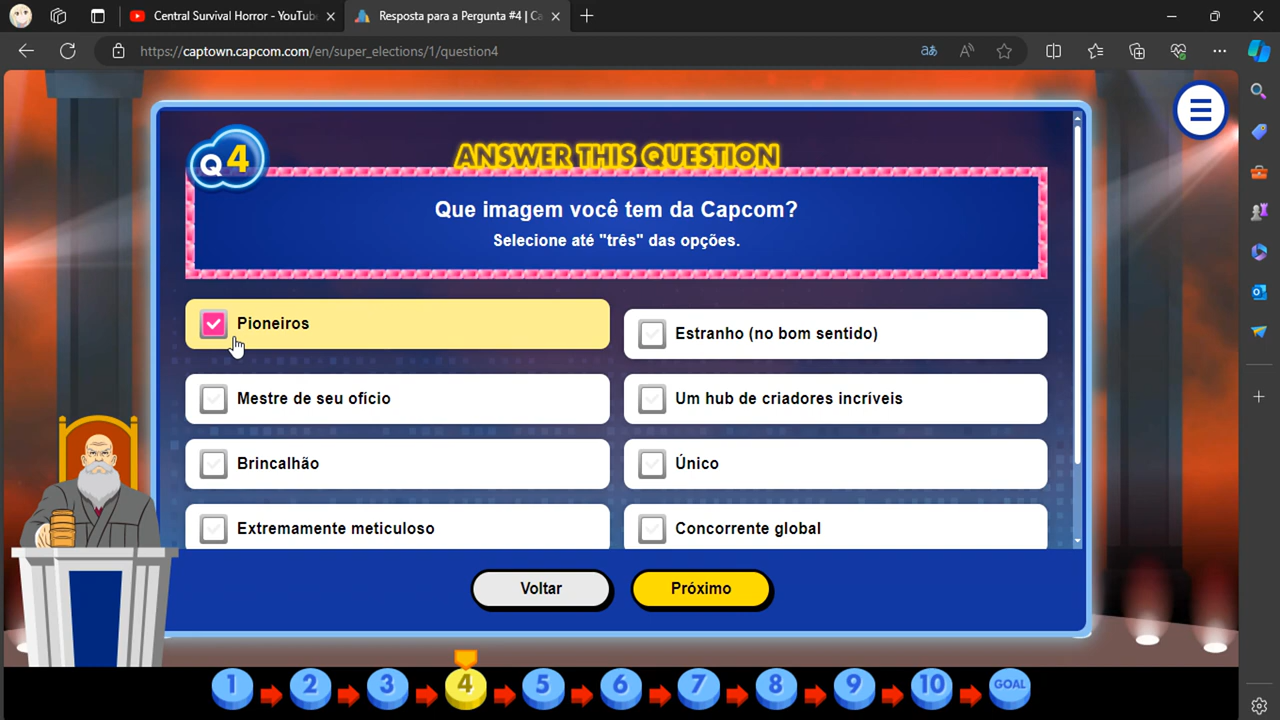 Central Survival Horror - YouTube
Resposta para a Pergunta #4 | Ca
https://captown.capcom.com/en/super_elections/1/question4
Q4
ANSWER THIS QUESTION
Que imagem você tem da Capcom?
Selecione até "três" das opções.
Pioneiros
Estranho (no bom sentido)
Mestre de seu ofício
Um hub de criadores incríveis
Brincalhão
Único
Extremamente meticuloso
Concorrente global
Voltar
Próximo
1 2 3 4 5 6 7 8 9 10 GOAL